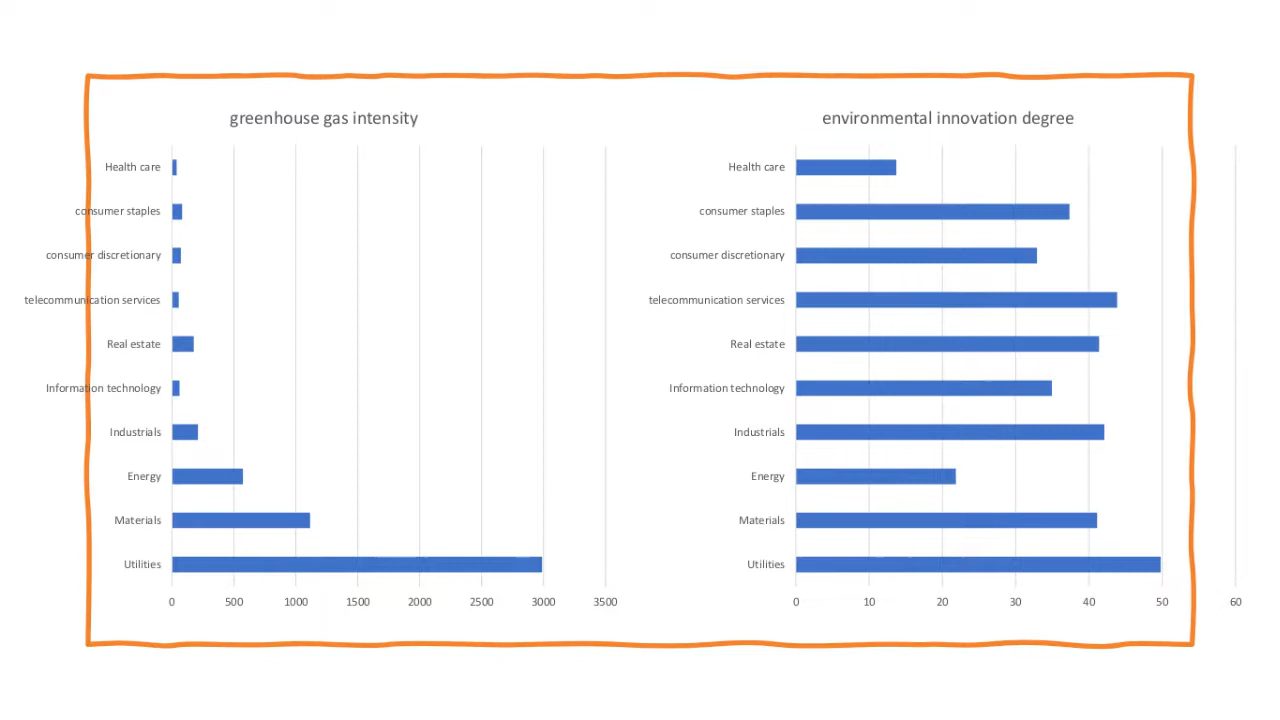 greenhouse gas intensity
Health care
consumer staples
consumer discretionary
telecommunication services
Real estate
Information technology
Industrials
Energy
Materials
Utilities
0 500 1000 1500 2000 2500 3000 3500
environmental innovation degree
Health care
consumer staples
consumer discretionary
telecommunication services
Real estate
Information technology
Industrials
Energy
Materials
Utilities
0 10 20 30 40 50 60